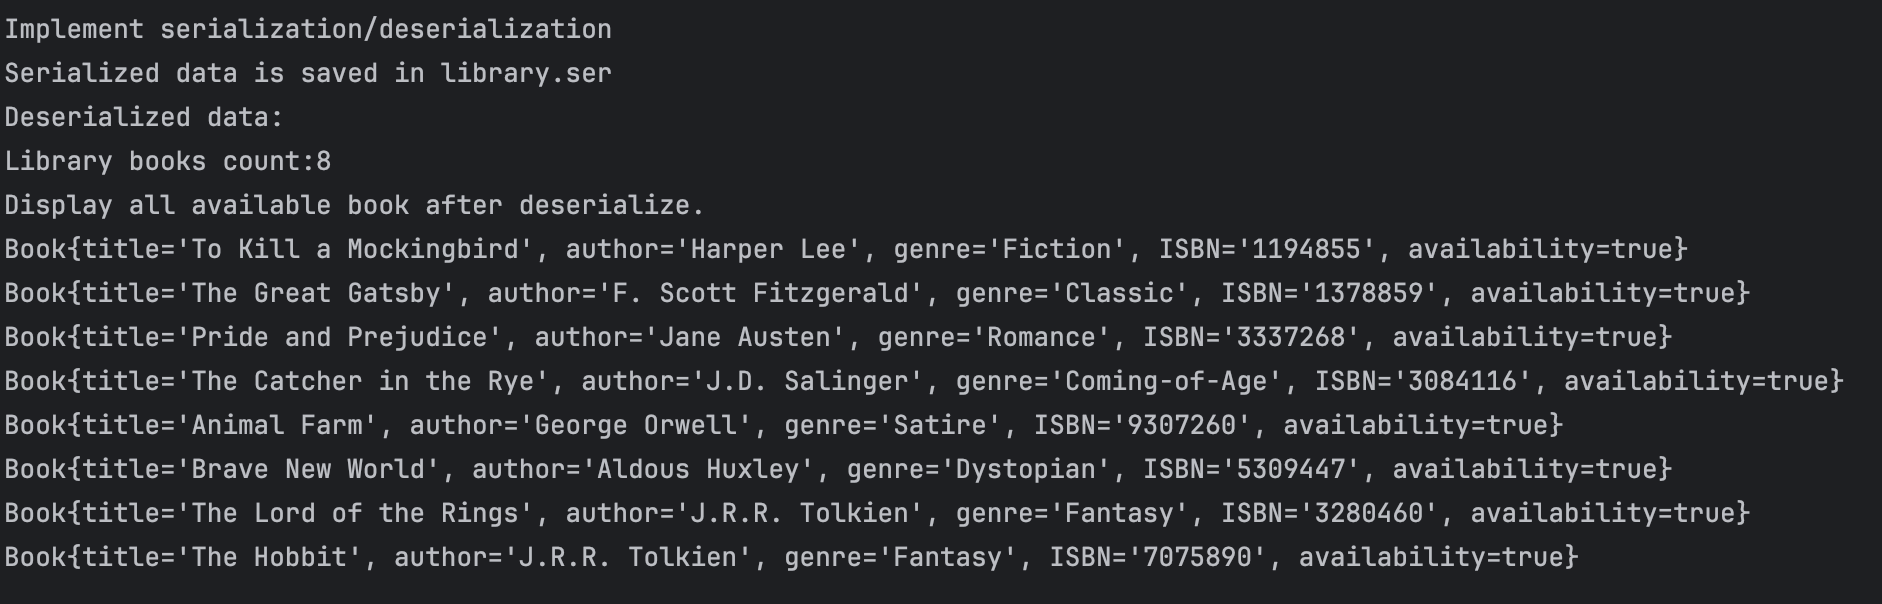 Implement serialization/deserialization
Serialized data is saved in library.ser
Deserialized data:
Library books count:8
Display all available book after deserialize.
Book{title='To Kill a Mockingbird', author='Harper Lee', genre='Fiction', ISBN='1194855', availability=true}
Book{title='The Great Gatsby', author='F. Scott Fitzgerald', genre='Classic', ISBN='1378859', availability=true}
Book{title='Pride and Prejudice', author='Jane Austen', genre='Romance', ISBN='3337268', availability=true}
Book{title='The Catcher in the Rye', author='J.D. Salinger', genre='Coming-of-Age', ISBN='3084116', availability=true}
Book{title='Animal Farm', author='George Orwell', genre='Satire', ISBN='9307260', availability=true}
Book{title='Brave New World', author='Aldous Huxley', genre='Dystopian', ISBN='5309447', availability=true}
Book{title='The Lord of the Rings', author='J.R.R. Tolkien', genre='Fantasy', ISBN='3280460', availability=true}
Book{title='The Hobbit', author='J.R.R. Tolkien', genre='Fantasy', ISBN='7075890', availability=true}